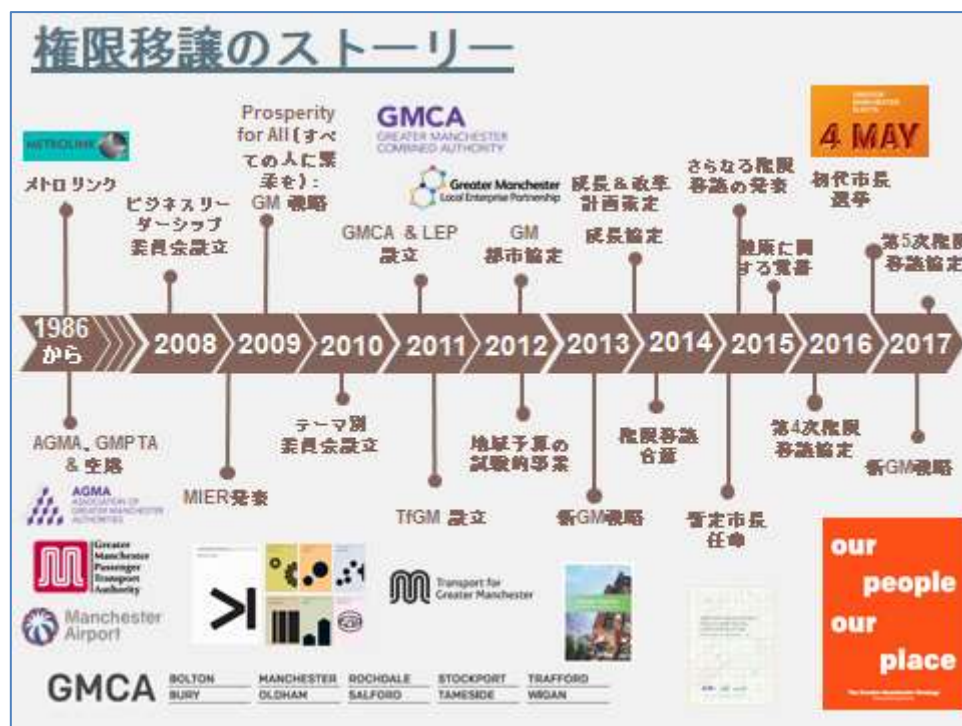 権限移譲のストーリー
METROLINK
メトロリンク
ビジネスリー
ダーシップ
委員会設立
Prosperity
for All(すべ
ての人に繁
栄を):
GM 戦略
GMCA
GREATER MANCHESTER
COMBINED AUTHORITY
Greater Manchester
Local Enterprise Partnership
GMCA & LEP
設立
GM
都市協定
成長&改革
計画策定
成長協定
さらなる権限
移譲の発表
健康に関
する覚書
GREATER
MANCHESTER
ELECTS
4 MAY
初代市長
選挙
第5次権限
移譲協定
1986
から
2008
2009
2010
2011
2012
2013
2014
2015
2016
2017
AGMA、GMPTA
& 空港
MIER発表
テーマ別
委員会設立
TfGM 設立
地域予算の
試験的事業
新GM戦略
権限移譲
合意
暫定市長
任命
第4次権限
移譲協定
新GM戦略
AGMA
ASSOCIATION OF
GREATER MANCHESTER
AUTHORITIES
Greater
Manchester
Passenger
Transport
Authority
Manchester
Airport
Transport for
Greater Manchester
our
people
our
place
The Greater Manchester Strategy
GMCA
BOLTON
BURY
MANCHESTER
OLDHAM
ROCHDALE
SALFORD
STOCKPORT
TAMESIDE
TRAFFORD
WIGAN